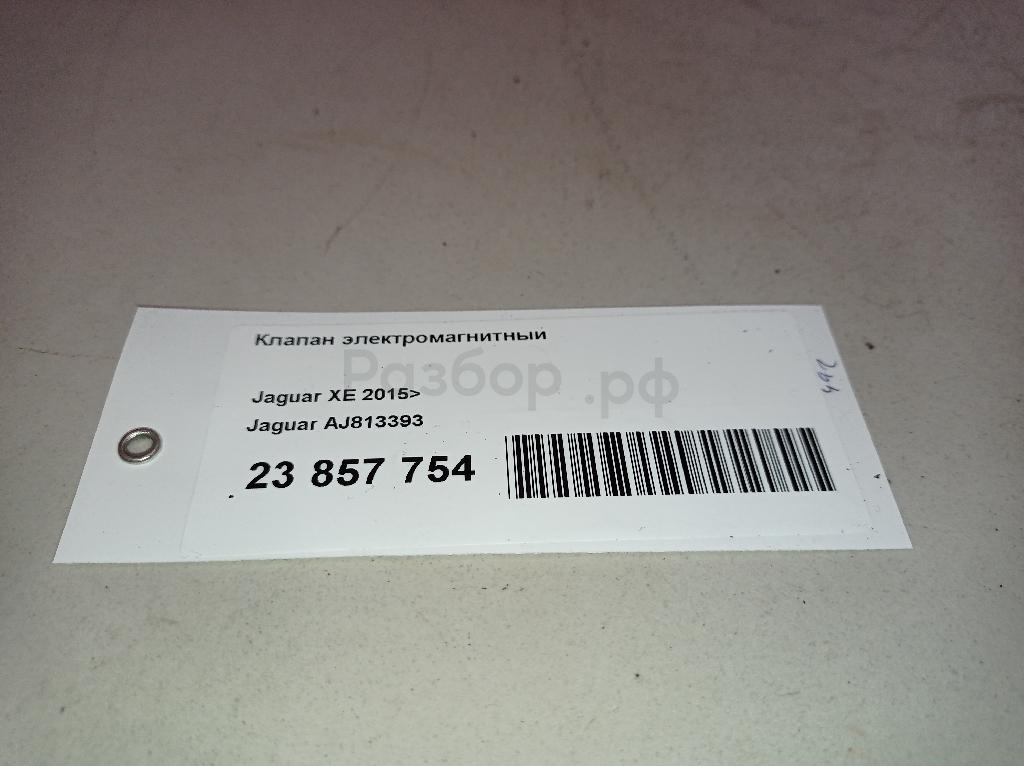 Клапан электромагнитный
Разбор.рф
Jaguar XE 2015>
Jaguar AJ813393
23 857 754